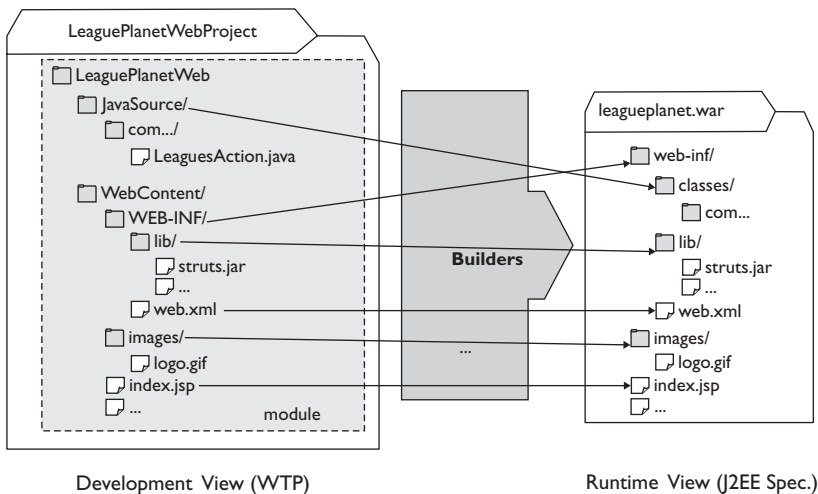 LeaguePlanetWebProject
LeaguePlanetWeb
JavaSource/
com.../
LeaguesAction.java
WebContent/
WEB-INF/
lib/
struts.jar
...
web.xml
images/
logo.gif
index.jsp
...
module
Builders
...
leagueplanet.war
web-inf/
classes/
com...
lib/
struts.jar
...
web.xml
images/
logo.gif
index.jsp
...
Development View (WTP)
Runtime View (J2EE Spec.)